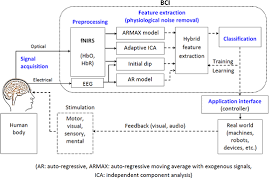 BCI
Preprocessing
Feature extraction
(physiological noise removal)
fNIRS
(HbO,
HbR)
ARMAX model
Adaptive ICA
Initial dip
AR model
Hybrid
feature
extraction
Classification
Optical
Signal
acquisition
Electrical
EEG
Training
Learning
Application interface
(controller)
Stimulation
Motor,
visual,
sensory,
mental
Feedback (visual, audio)
Real world
(machines,
robots,
devices, etc.)
Human
body
(AR: auto-regressive, ARMAX: auto-regressive moving average with exogenous signals,
ICA: independent component analysis)